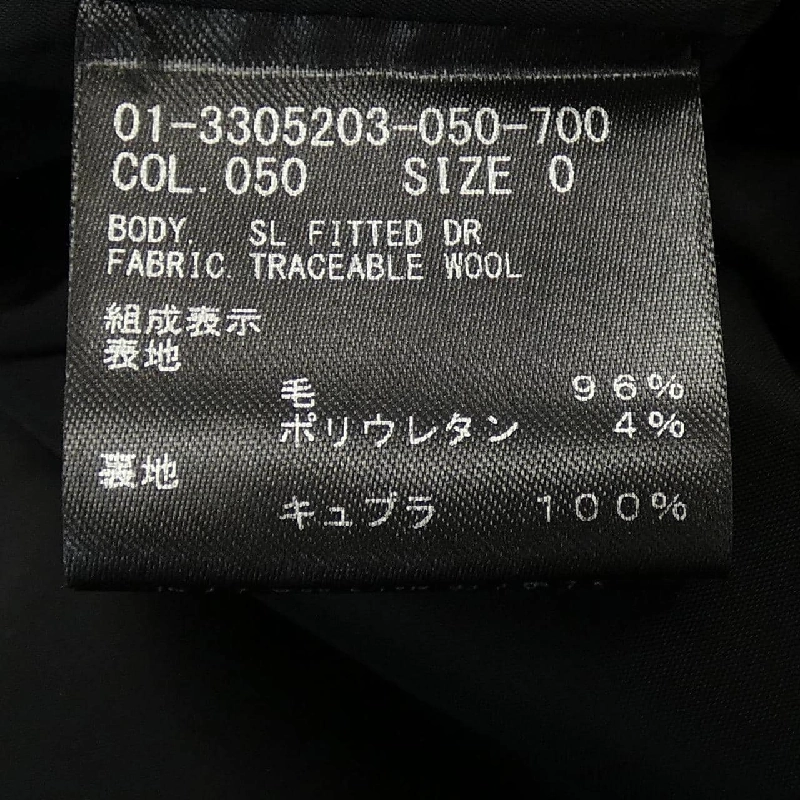 01-3305203-050-700
COL. 050 SIZE 0
BODY. SL FITTED DR
FABRIC TRACEABLE WOOL
組成表示
表地
毛 96%
ポリウレタン 4%
裏地
キュプラ 100%